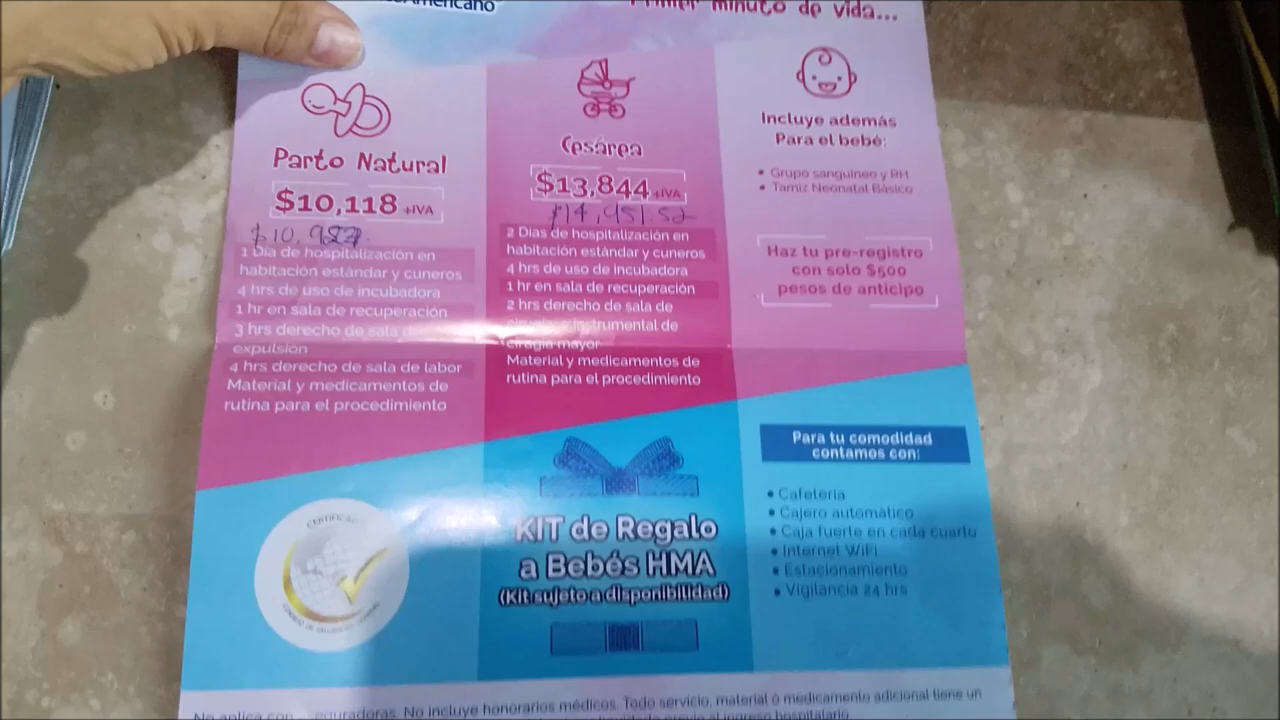 Primer minuto de vida...
Parto Natural
$10,118 +IVA
1 Día de hospitalización en
habitación estándar y cuneros
4 hrs de uso de incubadora
1 hr en sala de recuperación
3 hrs derecho de sala de
expulsión
4 hrs derecho de sala de labor
Material y medicamentos de
rutina para el procedimiento
Cesárea
$13,844 +IVA
$14,951.52
2 Días de hospitalización en
habitación estándar y cuneros
4 hrs de uso de incubadora
1 hr en sala de recuperación
2 hrs derecho de sala de
cirugía e instrumental de
cirugía mayor
Material y medicamentos de
rutina para el procedimiento
Incluye además
Para el bebé:
• Grupo sanguíneo y RH
• Tamiz Neonatal Básico
Haz tu pre-registro
con solo $500
pesos de anticipo
KIT de Regalo
a Bebés HMA
(Kit sujeto a disponibilidad)
Para tu comodidad
contamos con:
• Cafetería
• Cajero automático
• Caja fuerte en cada cuarto
• Internet WiFi
• Estacionamiento
• Vigilancia 24 hrs
No aplica con
No incluye honorarios médicos. Todo servicio, material ó medicamento adicional tiene un
previo al ingreso hospitalario